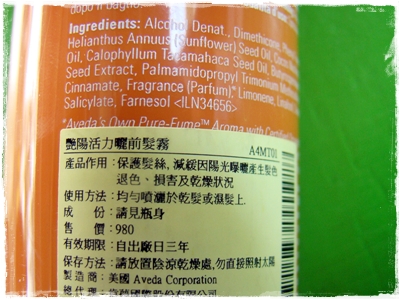 dopo il bagno.
Ingredients: Alcohol Denat., Dimethicone,
Helianthus Annuus (Sunflower) Seed Oil,
Oil, Calophyllum Tacamahaca Seed Oil,
Seed Extract, Palmamidopropyl Trimonium
Cinnamate, Fragrance (Parfum),* Limonene,
Salicylate, Farnesol <ILN34656>
*Aveda's Own Pure-Fume™ Aroma with
艷陽活力曬前髮霧 A4MT01
產品作用：保護髮絲、減緩因陽光曝曬產生髮色
退色、損害及乾燥狀況
使用方法：均勻噴灑於乾髮或濕髮上.
成 份：請見瓶身
售 價：980
有效期限：自出廠日三年
保存方法：請放置陰涼乾燥處,勿直接照射太陽
製造商：美國 Aveda Corporation
總代理：